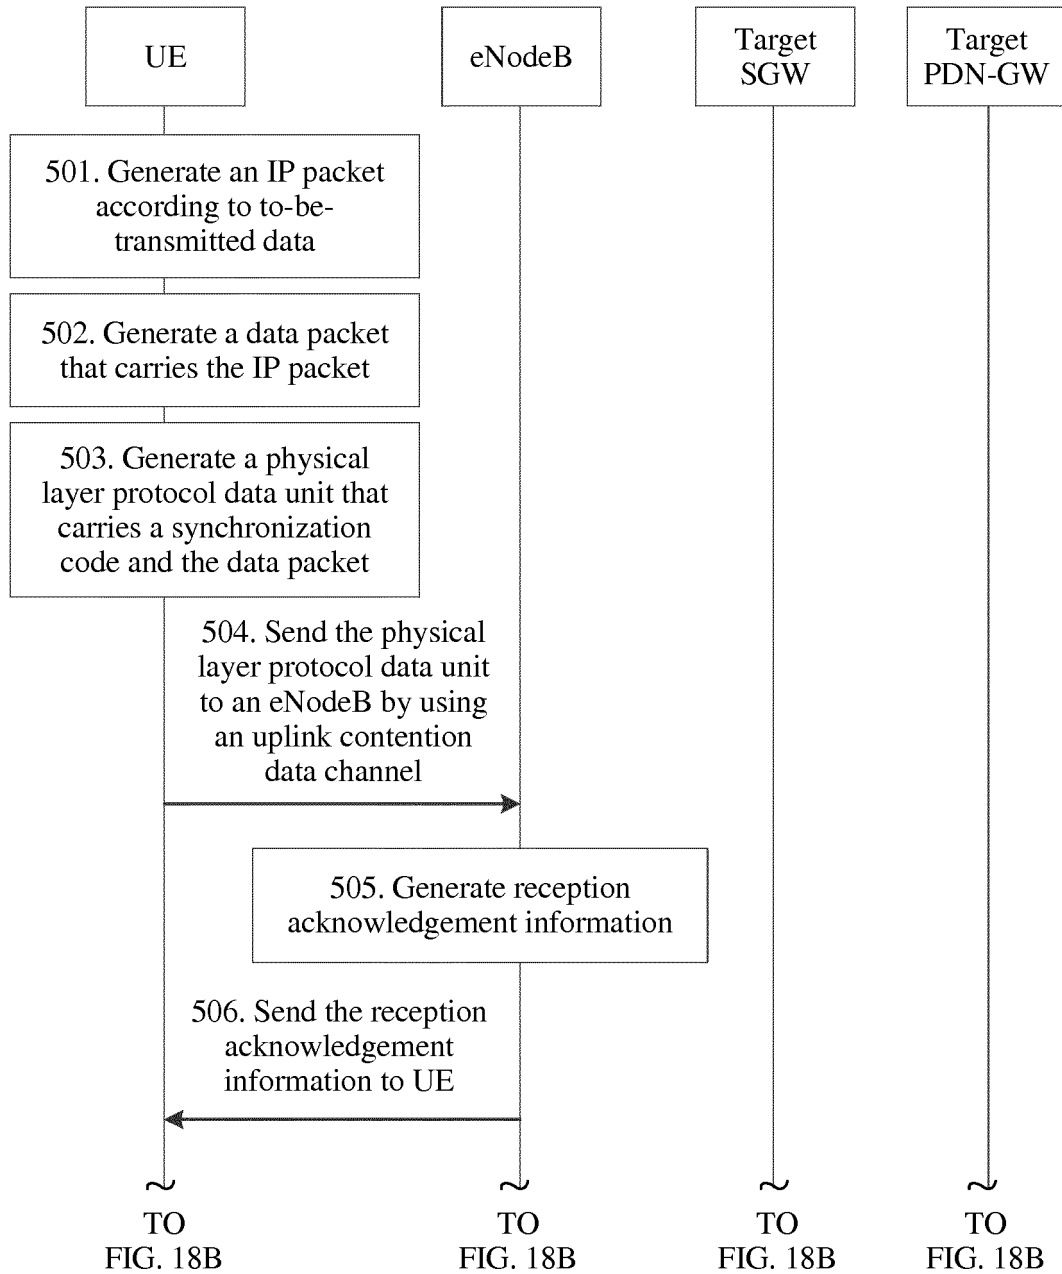 UE
eNodeB
Target
SGW
Target
PDN-GW
501. Generate an IP packet
according to to-be-
transmitted data
502. Generate a data packet
that carries the IP packet
503. Generate a physical
layer protocol data unit that
carries a synchronization
code and the data packet
504. Send the physical
layer protocol data unit
to an eNodeB by using
an uplink contention
data channel
505. Generate reception
acknowledgement information
506. Send the reception
acknowledgement
information to UE
TO
FIG. 18B
TO
FIG. 18B
TO
FIG. 18B
TO
FIG. 18B